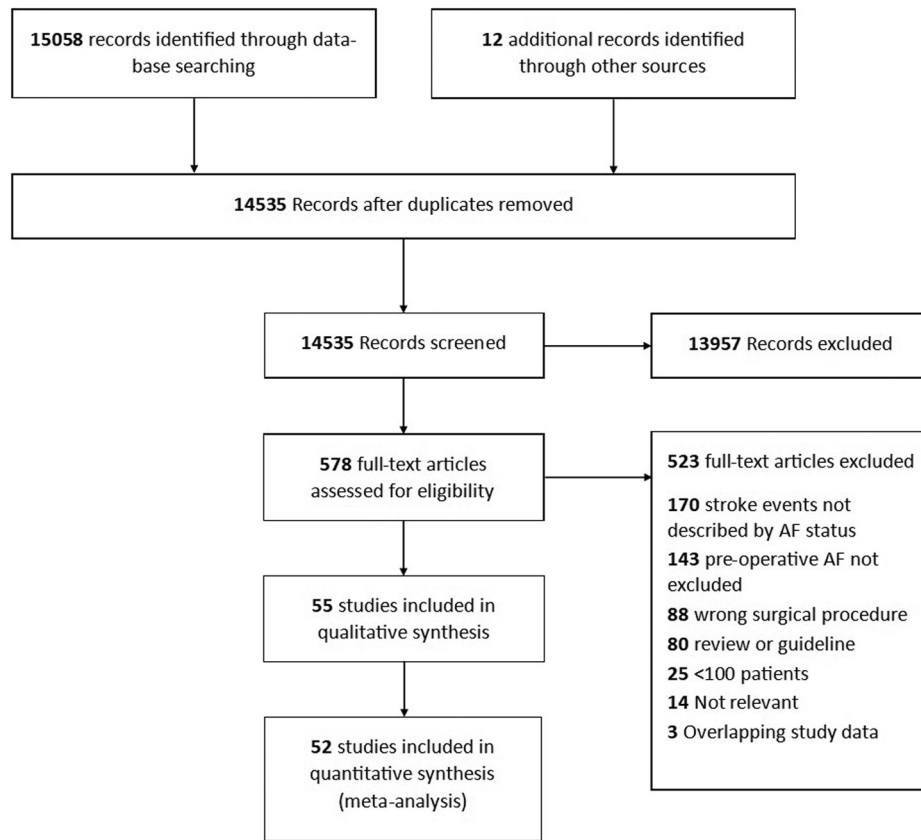 15058 records identified through data-
base searching
12 additional records identified
through other sources
14535 Records after duplicates removed
14535 Records screened
13957 Records excluded
578 full-text articles
assessed for eligibility
523 full-text articles excluded
170 stroke events not
described by AF status
143 pre-operative AF not
excluded
88 wrong surgical procedure
80 review or guideline
25 <100 patients
14 Not relevant
3 Overlapping study data
55 studies included in
qualitative synthesis
52 studies included in
quantitative synthesis
(meta-analysis)